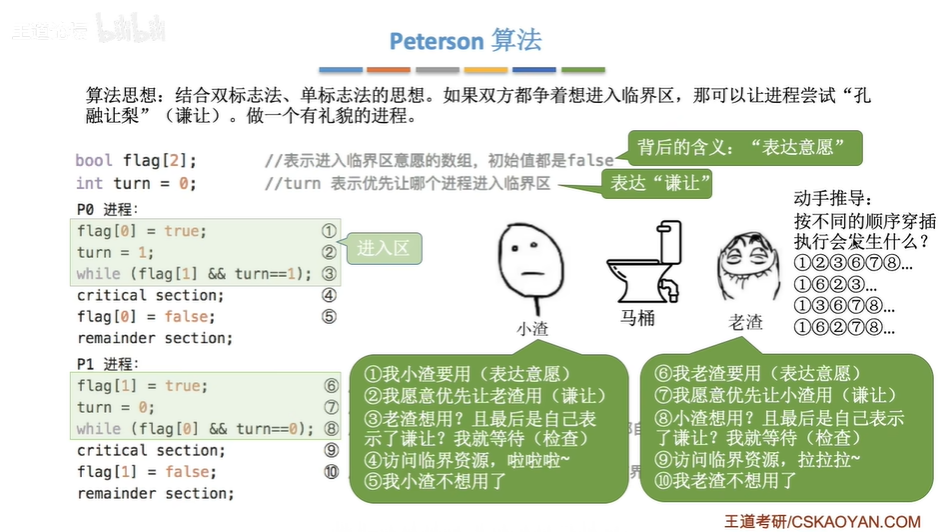 王道考研 bilibili
Peterson 算法
算法思想：结合双标志法、单标志法的思想。如果双方都争着想进入临界区，那可以让进程尝试“孔
融让梨”（谦让）。做一个有礼貌的进程。
bool flag[2]; //表示进入临界区意愿的数组，初始值都是false
背后的含义：“表达意愿”
int turn = 0; //turn 表示优先让哪个进程进入临界区
表达“谦让”
P0 进程：
flag[0] = true; ①
turn = 1; ②
while (flag[1] && turn==1); ③
critical section; ④
flag[0] = false; ⑤
remainder section;
进入区
P1 进程：
flag[1] = true; ⑥
turn = 0; ⑦
while (flag[0] && turn==0); ⑧
critical section; ⑨
flag[1] = false; ⑩
remainder section;
小渣
马桶
老渣
动手推导：
按不同的顺序穿插
执行会发生什么？
①②③⑥⑦⑧...
①⑥②③...
①③⑥⑦⑧...
①⑥②⑦⑧...
①我小渣要用（表达意愿）
②我愿意优先让老渣用（谦让）
③老渣想用？且最后是自己表
示了谦让？我就等待（检查）
④访问临界资源，啦啦啦~
⑤我小渣不想用了
⑥我老渣要用（表达意愿）
⑦我愿意优先让小渣用（谦让）
⑧小渣想用？且最后是自己表示
了谦让？我就等待（检查）
⑨访问临界资源，拉拉拉~
⑩我老渣不想用了
王道考研/CSKAOYAN.COM